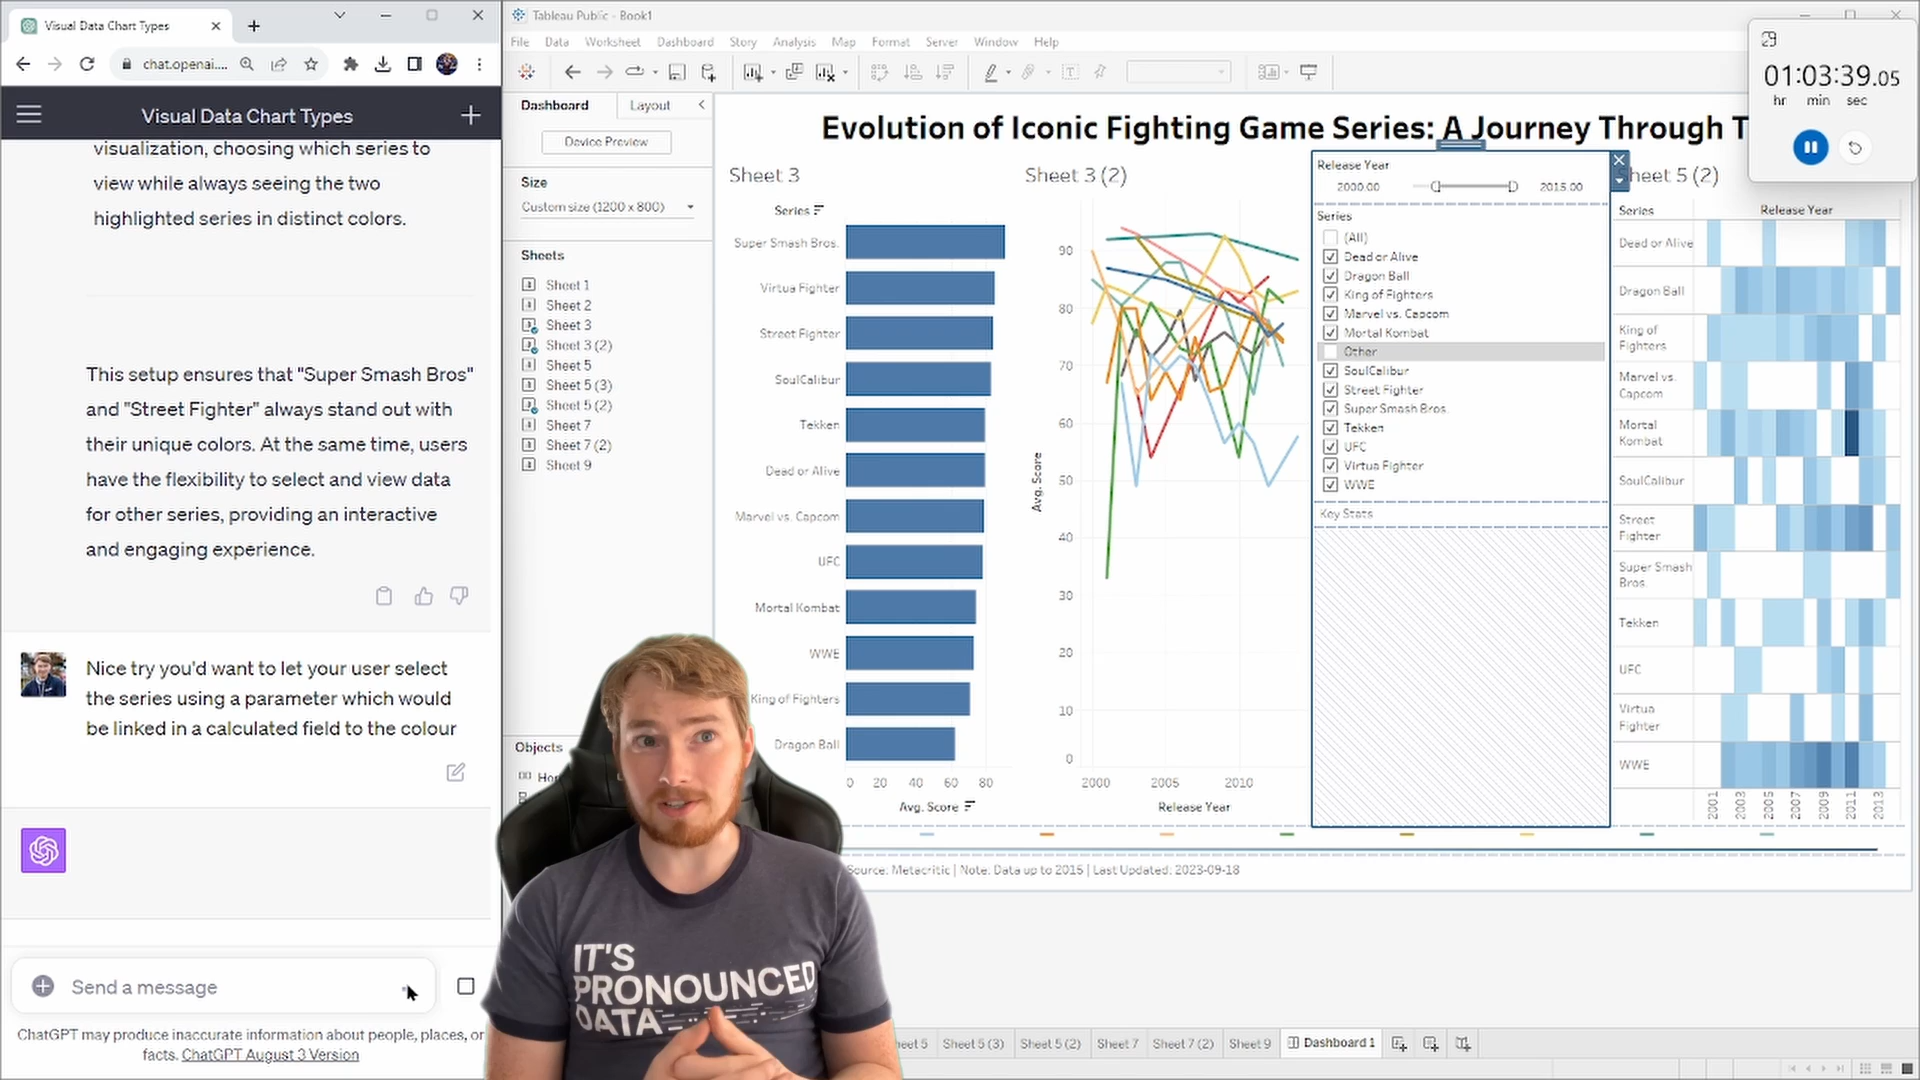 Visual Data Chart Types
chat.openai....
Visual Data Chart Types
visualization, choosing which series to
view while always seeing the two
highlighted series in distinct colors.
This setup ensures that "Super Smash Bros"
and "Street Fighter" always stand out with
their unique colors. At the same time, users
have the flexibility to select and view data
for other series, providing an interactive
and engaging experience.
Nice try you'd want to let your user select
the series using a parameter which would
be linked in a calculated field to the colour
Send a message
ChatGPT may produce inaccurate information about people, places, or
facts. ChatGPT August 3 Version
Tableau Public - Book1
File Data Worksheet Dashboard Story Analysis Map Format Server Window Help
Dashboard Layout
Device Preview
Size
Custom size (1200 x 800)
Sheets
Sheet 1
Sheet 2
Sheet 3
Sheet 3 (2)
Sheet 5
Sheet 5 (3)
Sheet 5 (2)
Sheet 7
Sheet 7 (2)
Sheet 9
Objects
Evolution of Iconic Fighting Game Series: A Journey Through T
Sheet 3
Series
Super Smash Bros.
Virtua Fighter
Street Fighter
SoulCalibur
Tekken
Dead or Alive
Marvel vs. Capcom
UFC
Mortal Kombat
WWE
King of Fighters
Dragon Ball
0 20 40 60 80
Avg. Score
Sheet 3 (2)
90
80
70
60
50
40
30
20
10
0
Avg. Score
2000 2005 2010
Release Year
Release Year
2000.00 2015.00
Series
(All)
Dead or Alive
Dragon Ball
King of Fighters
Marvel vs. Capcom
Mortal Kombat
Other
SoulCalibur
Street Fighter
Super Smash Bros.
Tekken
UFC
Virtua Fighter
WWE
Key Stats
Sheet 5 (2)
Series Release Year
Dead or Alive
Dragon Ball
King of
Fighters
Marvel vs.
Capcom
Mortal
Kombat
SoulCalibur
Street
Fighter
Super Smash
Bros.
Tekken
UFC
Virtua
Fighter
WWE
2001 2003 2005 2007 2009 2011 2013
Source: Metacritic | Note: Data up to 2015 | Last Updated: 2023-09-18
01:03:39.05
hr min sec
IT'S
PRONOUNCED
DATA
Sheet 5 (3) Sheet 5 (2) Sheet 7 Sheet 7 (2) Sheet 9 Dashboard 1